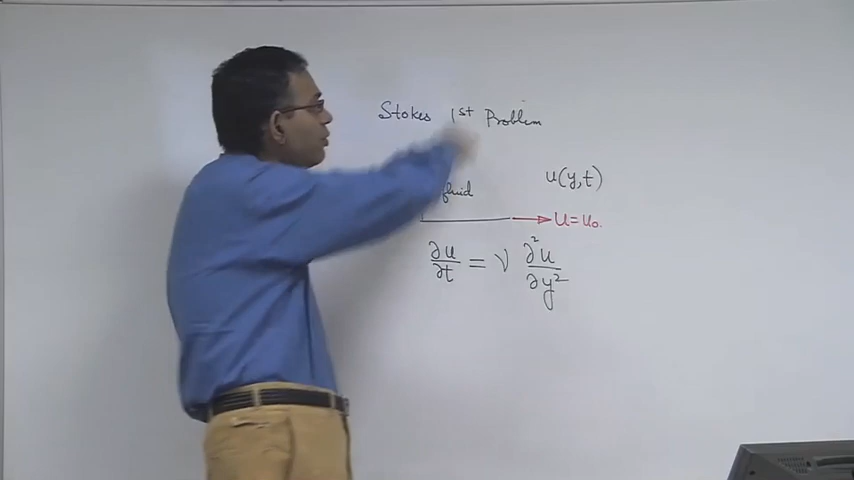 Stokes 1st Problem
fluid u(y,t)
U=u₀.
∂u/∂t = ν ∂²u/∂y²